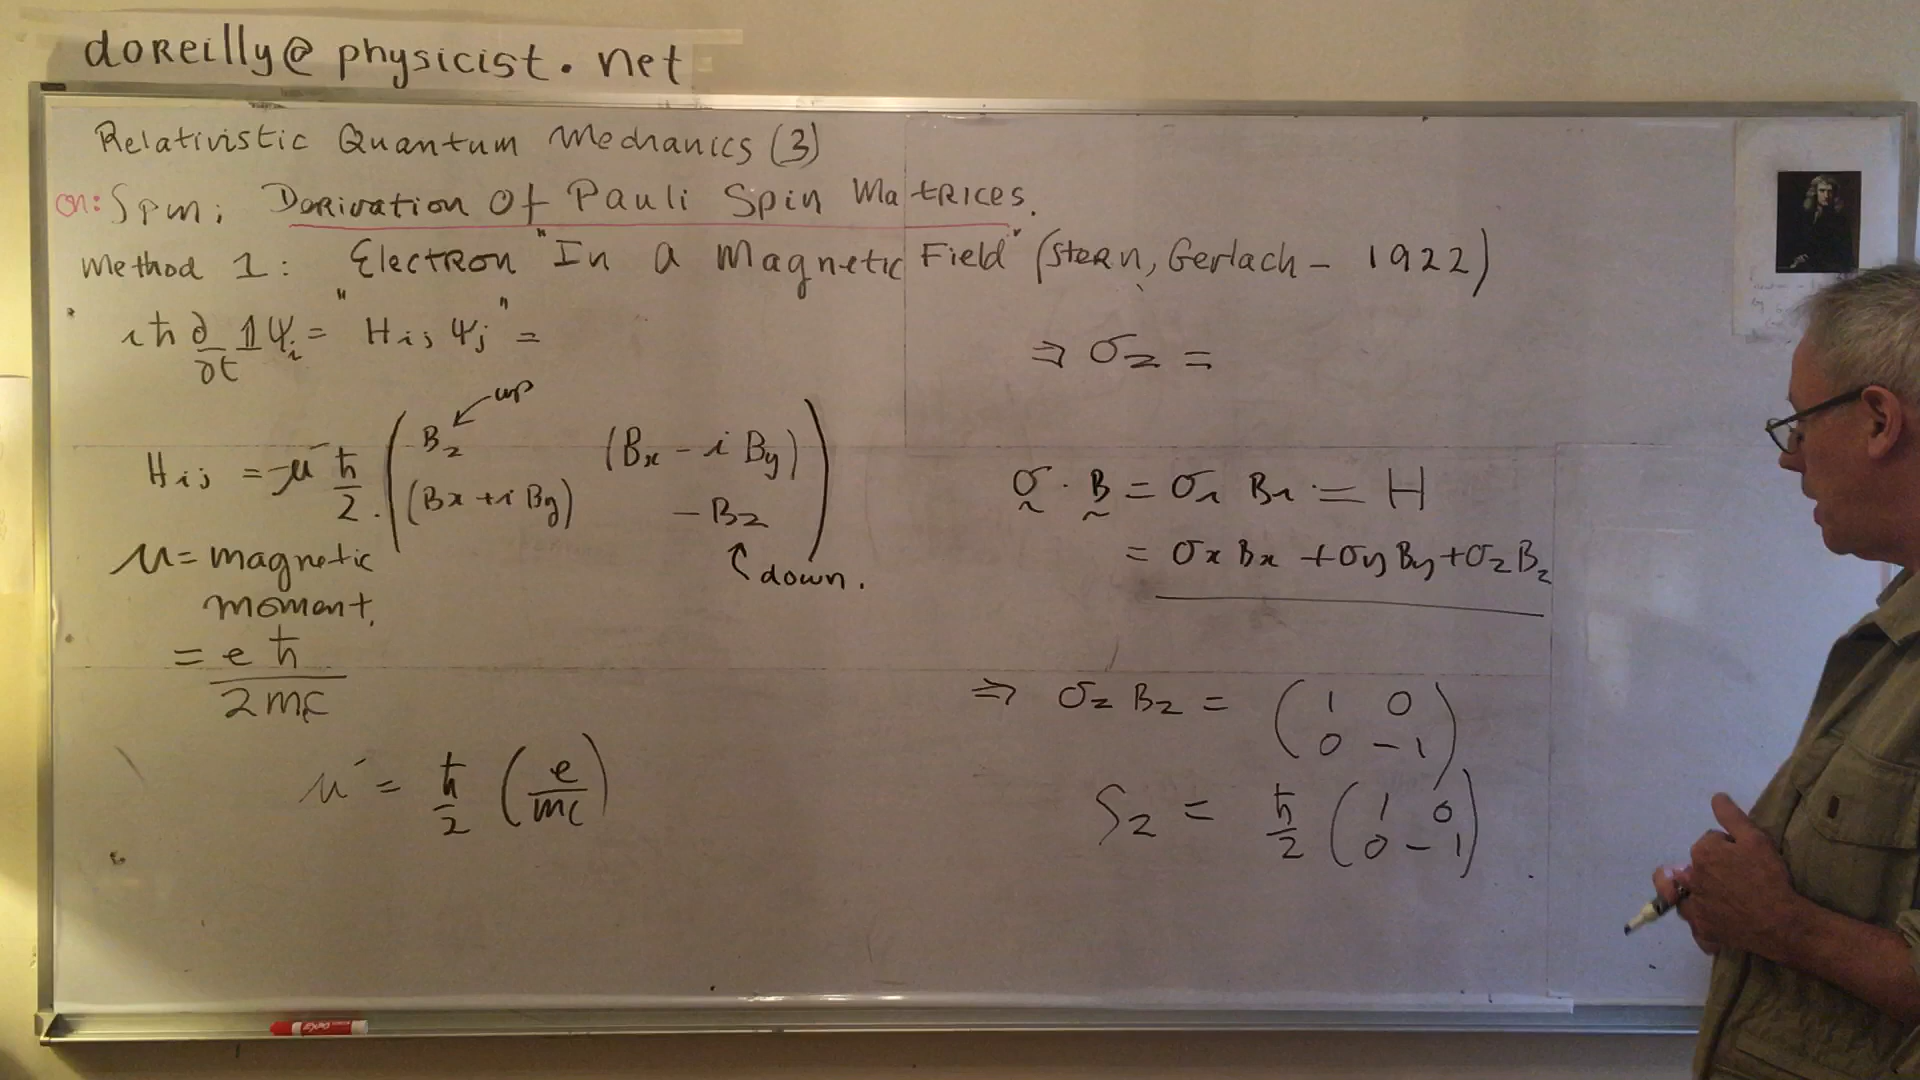 doreilly@physicist.net
Relativistic Quantum Mechanics (3)
on: Spin; Derivation Of Pauli Spin Matrices.
Method 1: Electron "In a Magnetic Field" (Stern, Gerlach - 1922)
iħ ∂/∂t 𝟙Ψi = "Hij Ψj" =
up
Hij = -μ' ħ/2 . ( Bz (Bx - i By)
(Bx + i By) - Bz )
down.
μ = magnetic
moment.
= eħ / 2mc
μ' = ħ/2 (e/mc)
⇒ σz =
σ · B = σi Bi = H
= σx Bx + σy By + σz Bz
⇒ σz Bz = ( 1 0
0 -1 )
Sz = ħ/2 ( 1 0
0 -1 )